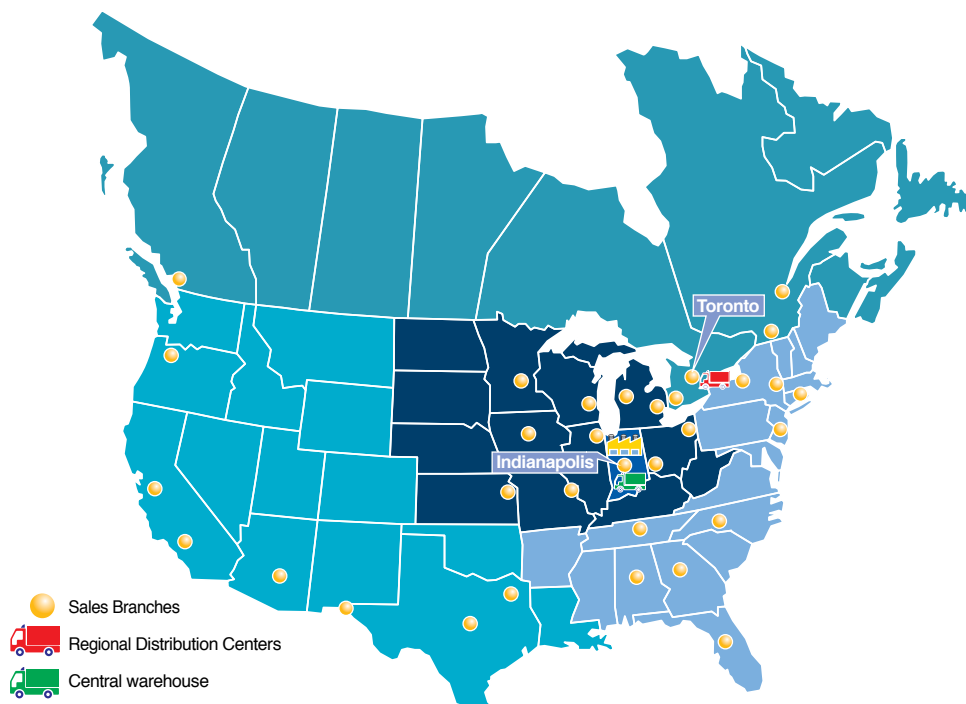 Toronto
Indianapolis
Sales Branches
Regional Distribution Centers
Central warehouse